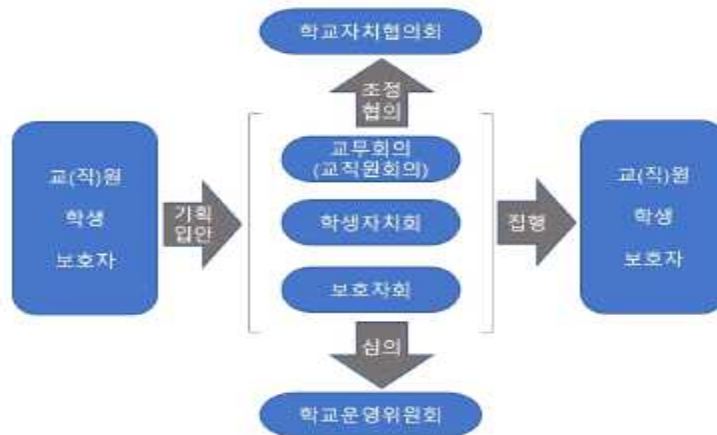 학교자치협의회
조정
협의
교(직)원
학생
보호자
기획
입안
교무회의
(교직원회의)
학생자치회
보호자회
집행
교(직)원
학생
보호자
심의
학교운영위원회